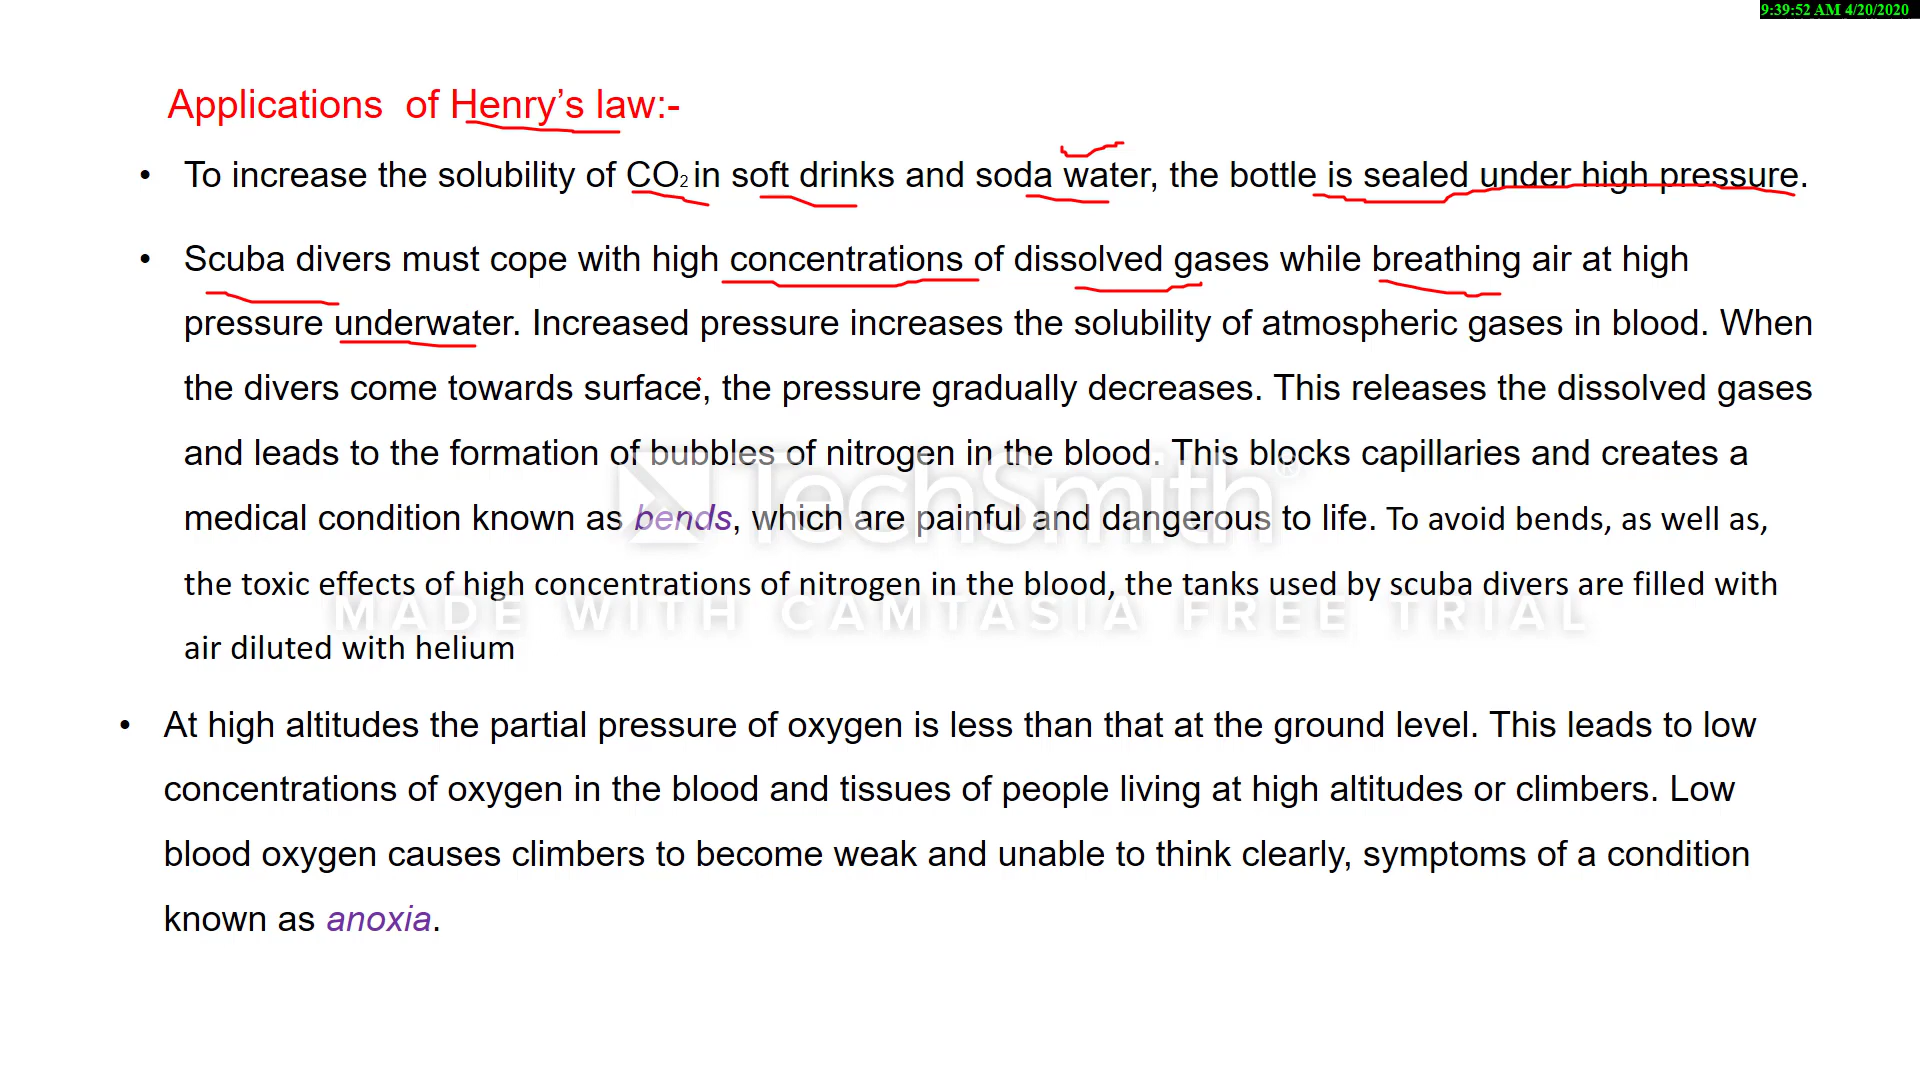 9:39:52 AM 4/20/2020
Applications of Henry’s law:-
• To increase the solubility of CO₂ in soft drinks and soda water, the bottle is sealed under high pressure.
• Scuba divers must cope with high concentrations of dissolved gases while breathing air at high
pressure underwater. Increased pressure increases the solubility of atmospheric gases in blood. When
the divers come towards surface, the pressure gradually decreases. This releases the dissolved gases
and leads to the formation of bubbles of nitrogen in the blood. This blocks capillaries and creates a
medical condition known as bends, which are painful and dangerous to life. To avoid bends, as well as,
the toxic effects of high concentrations of nitrogen in the blood, the tanks used by scuba divers are filled with
air diluted with helium
• At high altitudes the partial pressure of oxygen is less than that at the ground level. This leads to low
concentrations of oxygen in the blood and tissues of people living at high altitudes or climbers. Low
blood oxygen causes climbers to become weak and unable to think clearly, symptoms of a condition
known as anoxia.
TechSmith®
MADE WITH CAMTASIA FREE TRIAL